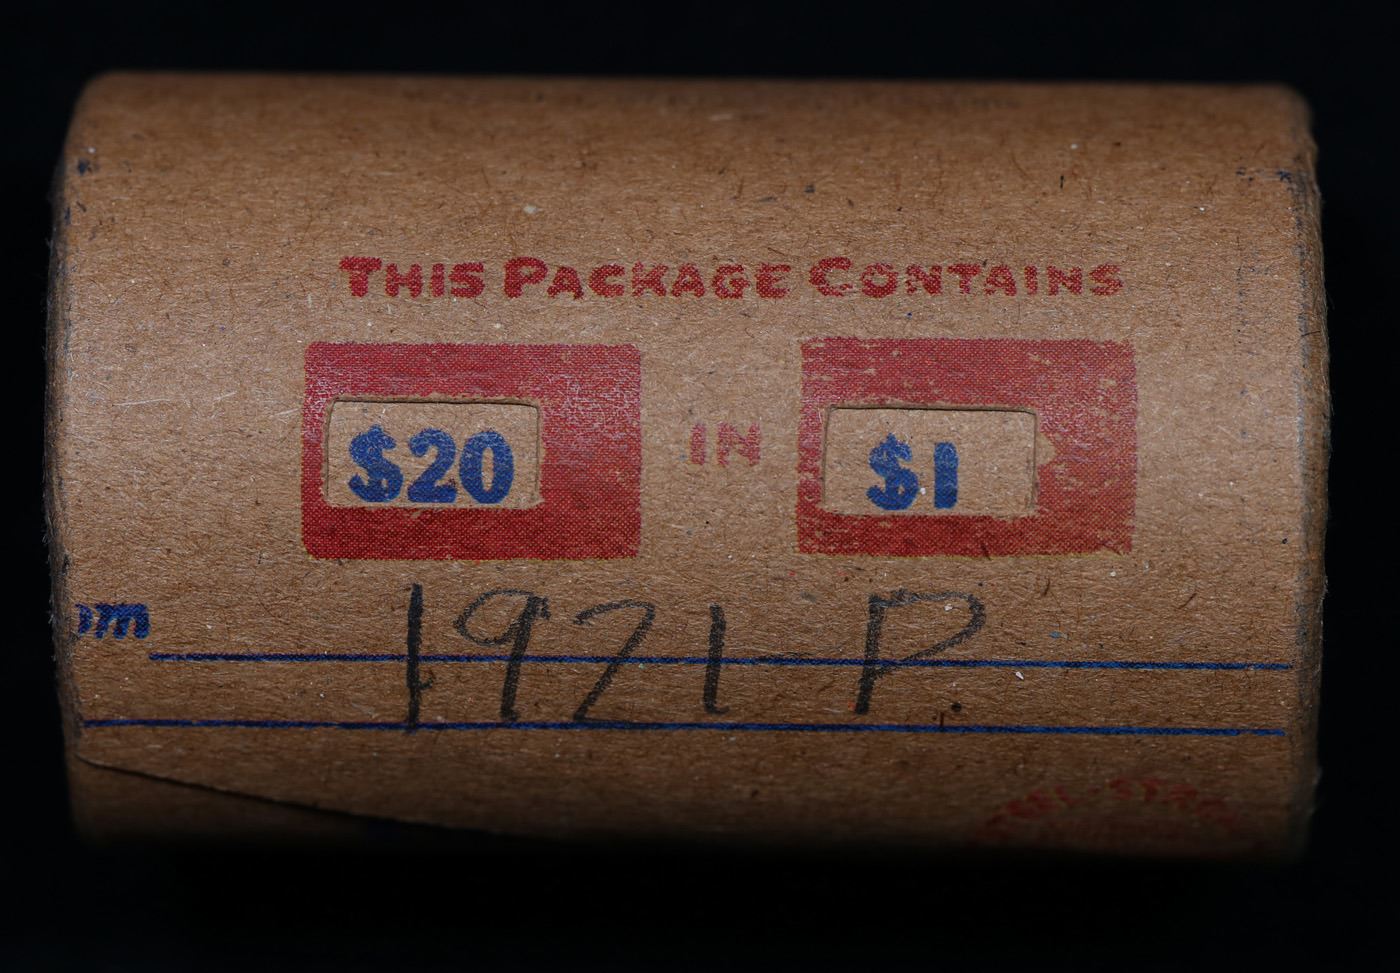 THIS PACKAGE CONTAINS
$20 IN $1
1921 P.